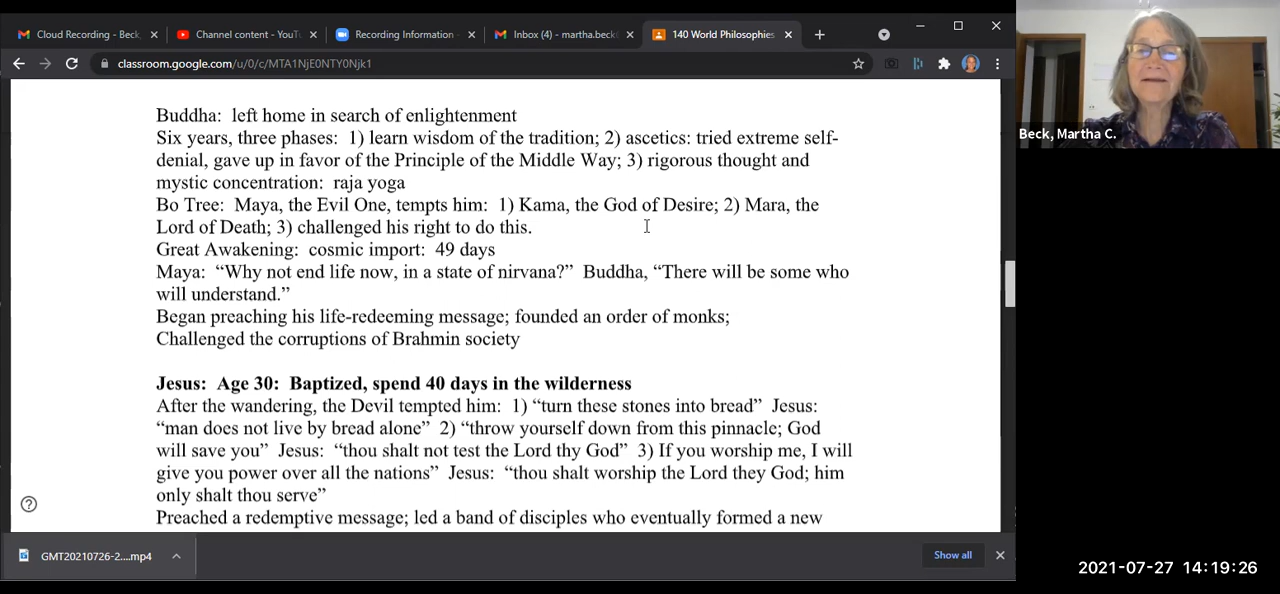 Cloud Recording - Beck,
Channel content - YouTu
Recording Information -
Inbox (4) - martha.beck@
140 World Philosophies
classroom.google.com/u/0/c/MTA1NjE0NTY0Njk1
Buddha: left home in search of enlightenment
Six years, three phases: 1) learn wisdom of the tradition; 2) ascetics: tried extreme self-
denial, gave up in favor of the Principle of the Middle Way; 3) rigorous thought and
mystic concentration: raja yoga
Bo Tree: Maya, the Evil One, tempts him: 1) Kama, the God of Desire; 2) Mara, the
Lord of Death; 3) challenged his right to do this.
Great Awakening: cosmic import: 49 days
Maya: “Why not end life now, in a state of nirvana?” Buddha, “There will be some who
will understand.”
Began preaching his life-redeeming message; founded an order of monks;
Challenged the corruptions of Brahmin society
Jesus: Age 30: Baptized, spend 40 days in the wilderness
After the wandering, the Devil tempted him: 1) “turn these stones into bread” Jesus:
“man does not live by bread alone” 2) “throw yourself down from this pinnacle; God
will save you” Jesus: “thou shalt not test the Lord thy God” 3) If you worship me, I will
give you power over all the nations” Jesus: “thou shalt worship the Lord they God; him
only shalt thou serve”
Preached a redemptive message; led a band of disciples who eventually formed a new
GMT20210726-2....mp4
Show all
Beck, Martha C.
2021-07-27 14:19:26